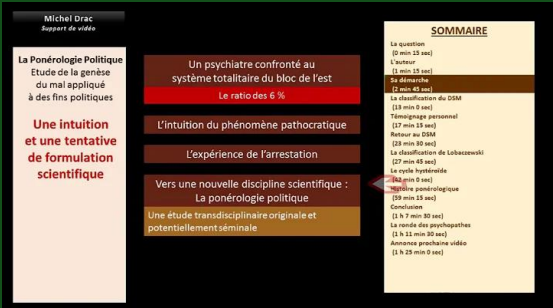 Michel Drac
Support de vidéo
La Ponérologie Politique
Etude de la genèse
du mal appliqué
à des fins politiques
Une intuition
et une tentative
de formulation
scientifique
Un psychiatre confronté au
système totalitaire du bloc de l'est
Le ratio des 6 %
L'intuition du phénomène pathocratique
L'expérience de l'arrestation
Vers une nouvelle discipline scientifique :
La ponérologie politique
Une étude transdisciplinaire originale et
potentiellement séminale
SOMMAIRE
La question
(0 min 15 sec)
L'auteur
(1 min 15 sec)
Sa démarche
(2 min 45 sec)
La classification du DSM
(13 min 0 sec)
Témoignage personnel
(17 min 15 sec)
Retour au DSM
(23 min 30 sec)
La classification de Lobaczewski
(27 min 45 sec)
Le cycle hystéroïde
(42 min 0 sec)
Histoire ponérologique
(59 min 15 sec)
Conclusion
(1 h 7 min 30 sec)
La ronde des psychopathes
(1 h 11 min 30 sec)
Annonce prochaine vidéo
(1 h 25 min 0 sec)